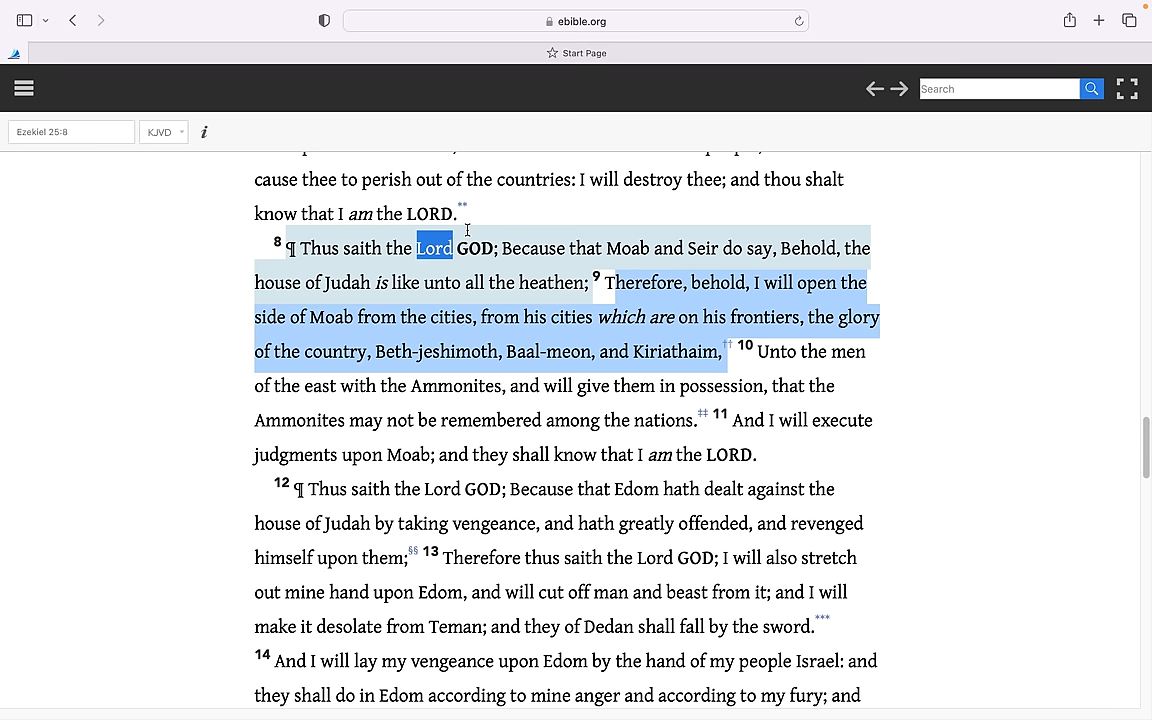 ebible.org
Start Page
Search
Ezekiel 25:8
KJVD
i
cause thee to perish out of the countries: I will destroy thee; and thou shalt
know that I am the LORD.**
8 ¶ Thus saith the Lord GOD; Because that Moab and Seir do say, Behold, the
house of Judah is like unto all the heathen; 9 Therefore, behold, I will open the
side of Moab from the cities, from his cities which are on his frontiers, the glory
of the country, Beth-jeshimoth, Baal-meon, and Kiriathaim,†† 10 Unto the men
of the east with the Ammonites, and will give them in possession, that the
Ammonites may not be remembered among the nations.‡‡ 11 And I will execute
judgments upon Moab; and they shall know that I am the LORD.
12 ¶ Thus saith the Lord GOD; Because that Edom hath dealt against the
house of Judah by taking vengeance, and hath greatly offended, and revenged
himself upon them;§§ 13 Therefore thus saith the Lord GOD; I will also stretch
out mine hand upon Edom, and will cut off man and beast from it; and I will
make it desolate from Teman; and they of Dedan shall fall by the sword.***
14 And I will lay my vengeance upon Edom by the hand of my people Israel: and
they shall do in Edom according to mine anger and according to my fury; and